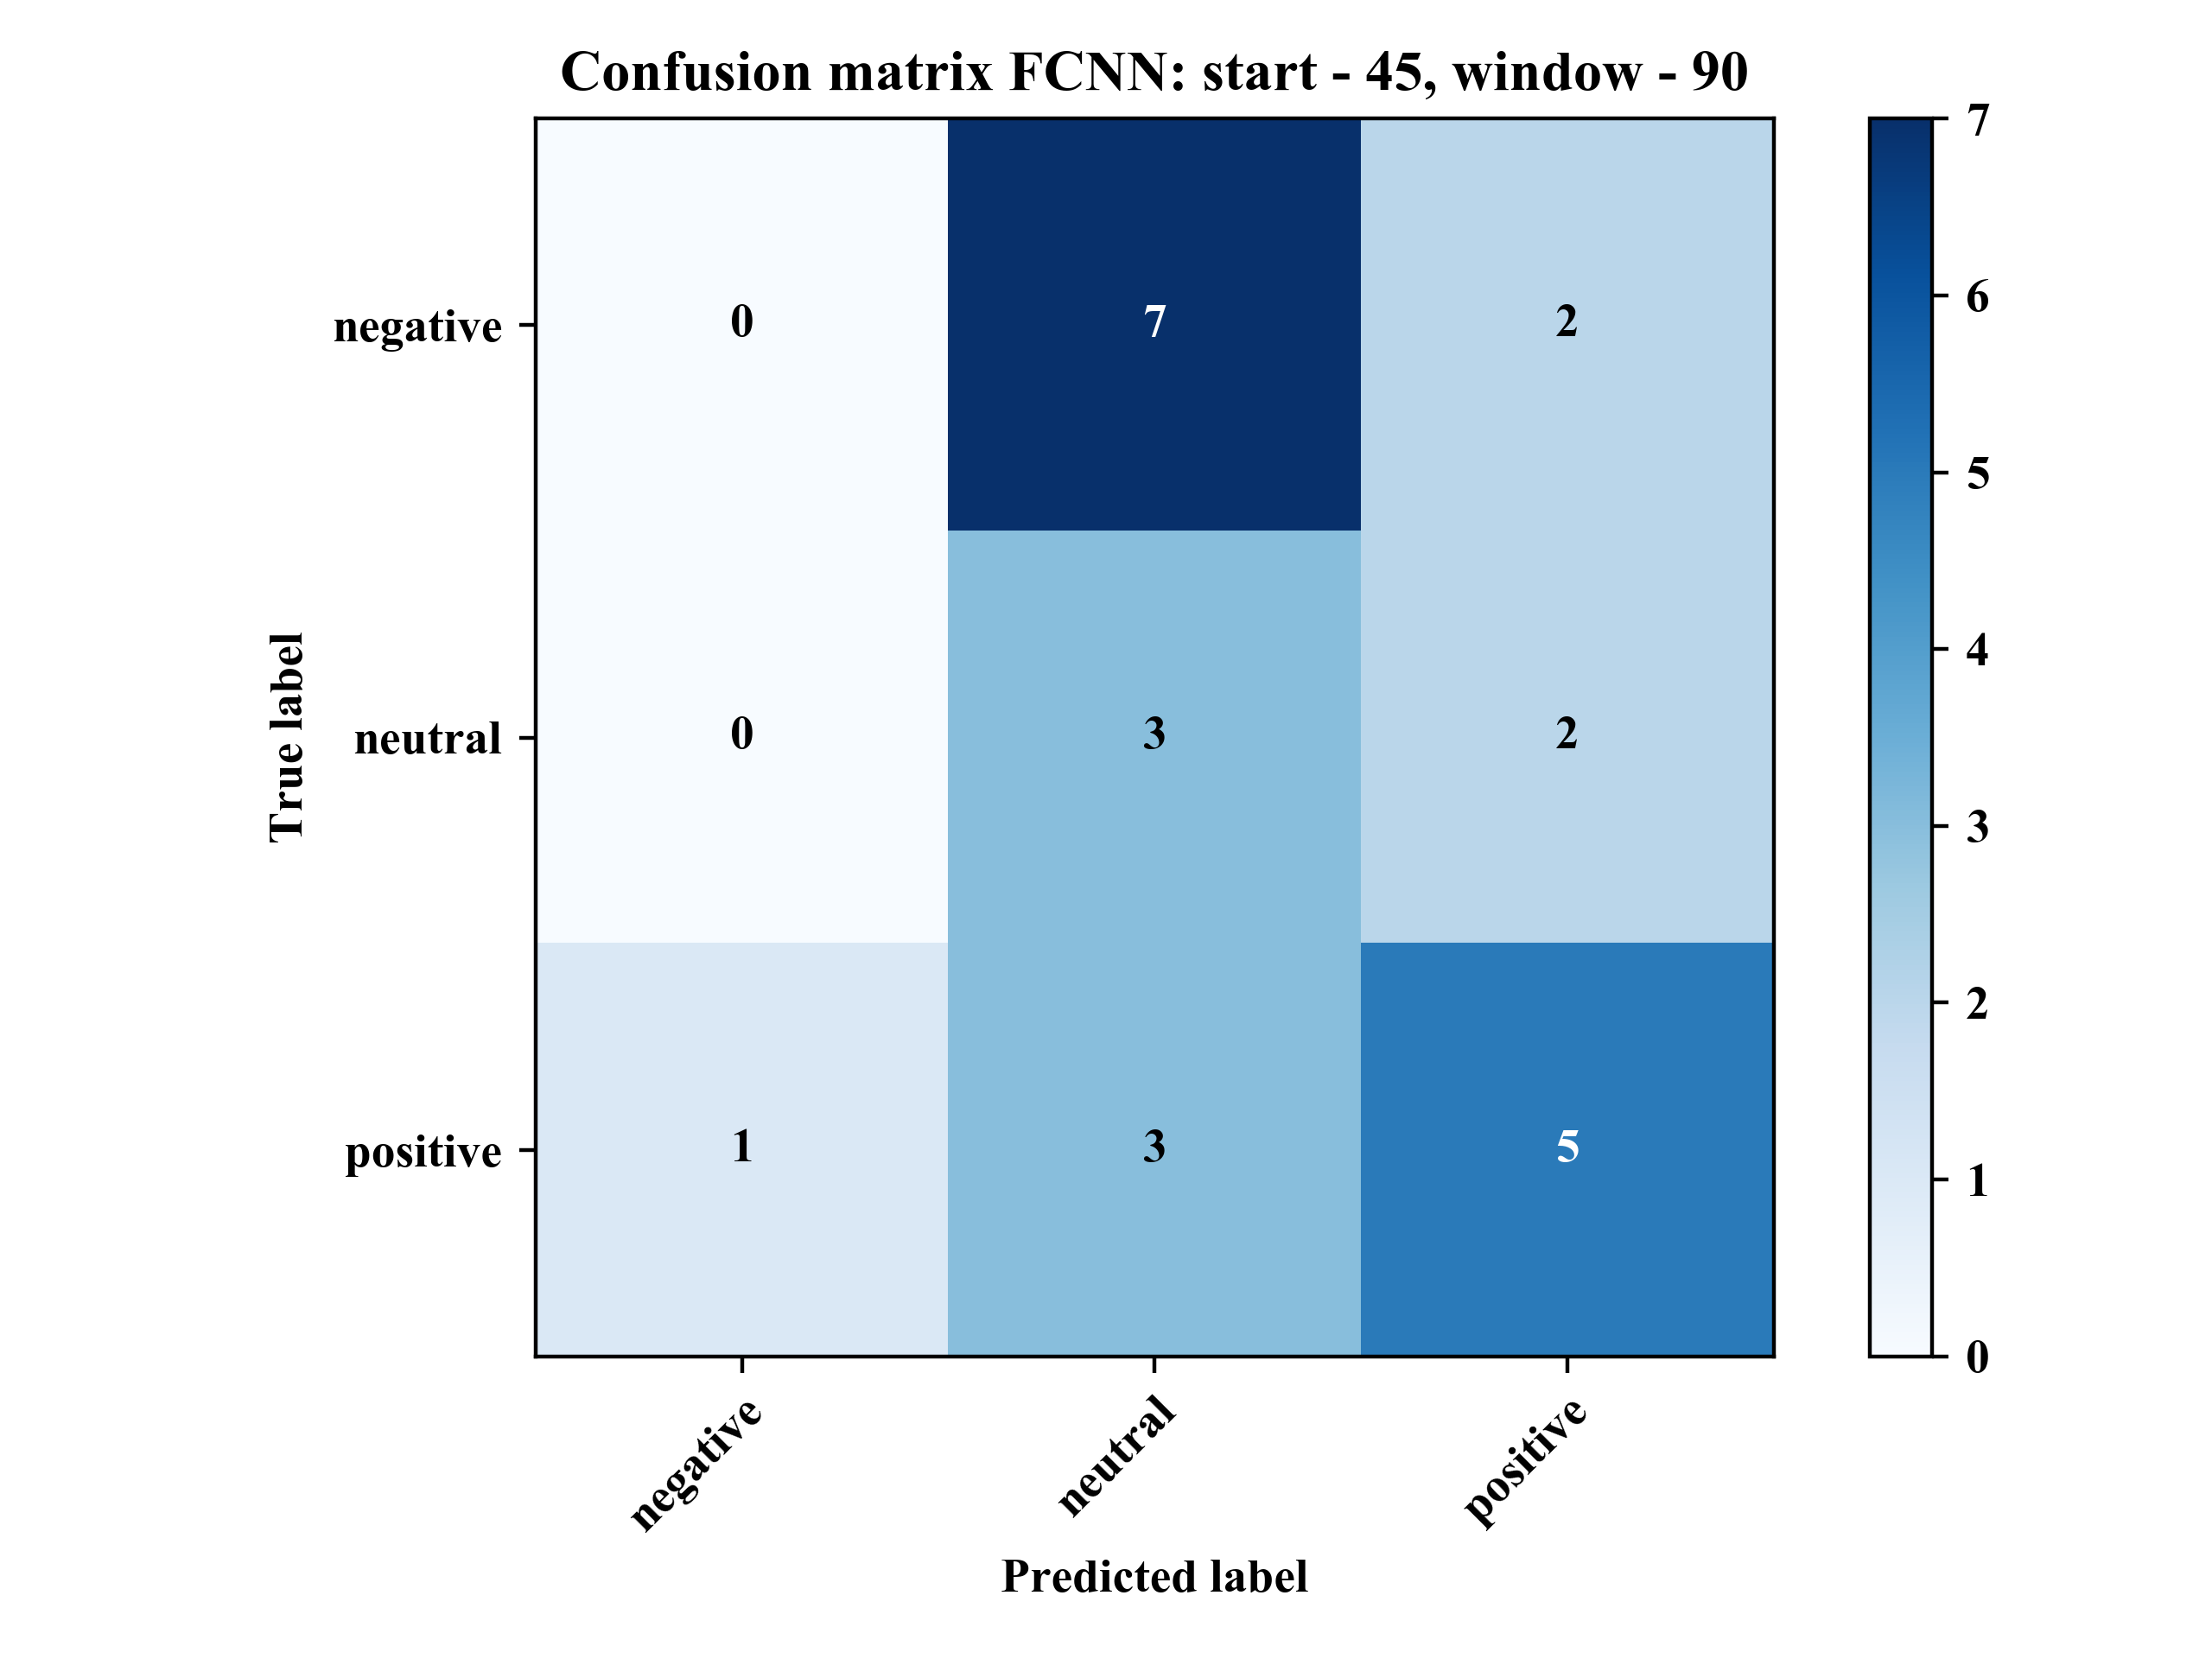 Confusion matrix FCNN: start - 45, window - 90
True label
negative
neutral
positive
0 7 2
0 3 2
1 3 5
negative
neutral
positive
Predicted label
7
6
5
4
3
2
1
0